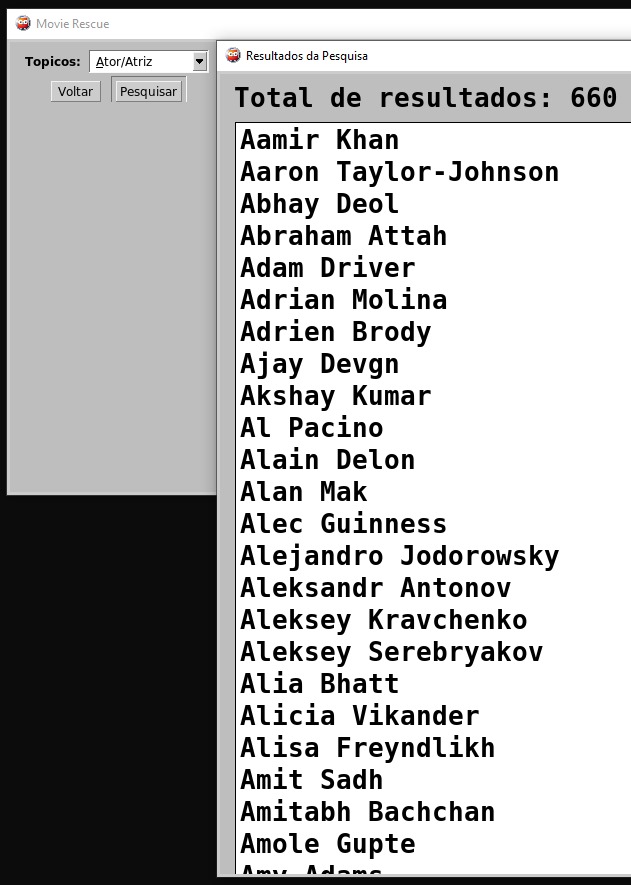 Movie Rescue
Topicos: Ator/Atriz
Voltar Pesquisar
Resultados da Pesquisa
Total de resultados: 660
Aamir Khan
Aaron Taylor-Johnson
Abhay Deol
Abraham Attah
Adam Driver
Adrian Molina
Adrien Brody
Ajay Devgn
Akshay Kumar
Al Pacino
Alain Delon
Alan Mak
Alec Guinness
Alejandro Jodorowsky
Aleksandr Antonov
Aleksey Kravchenko
Aleksey Serebryakov
Alia Bhatt
Alicia Vikander
Alisa Freyndlikh
Amit Sadh
Amitabh Bachchan
Amole Gupte
Amy Adams